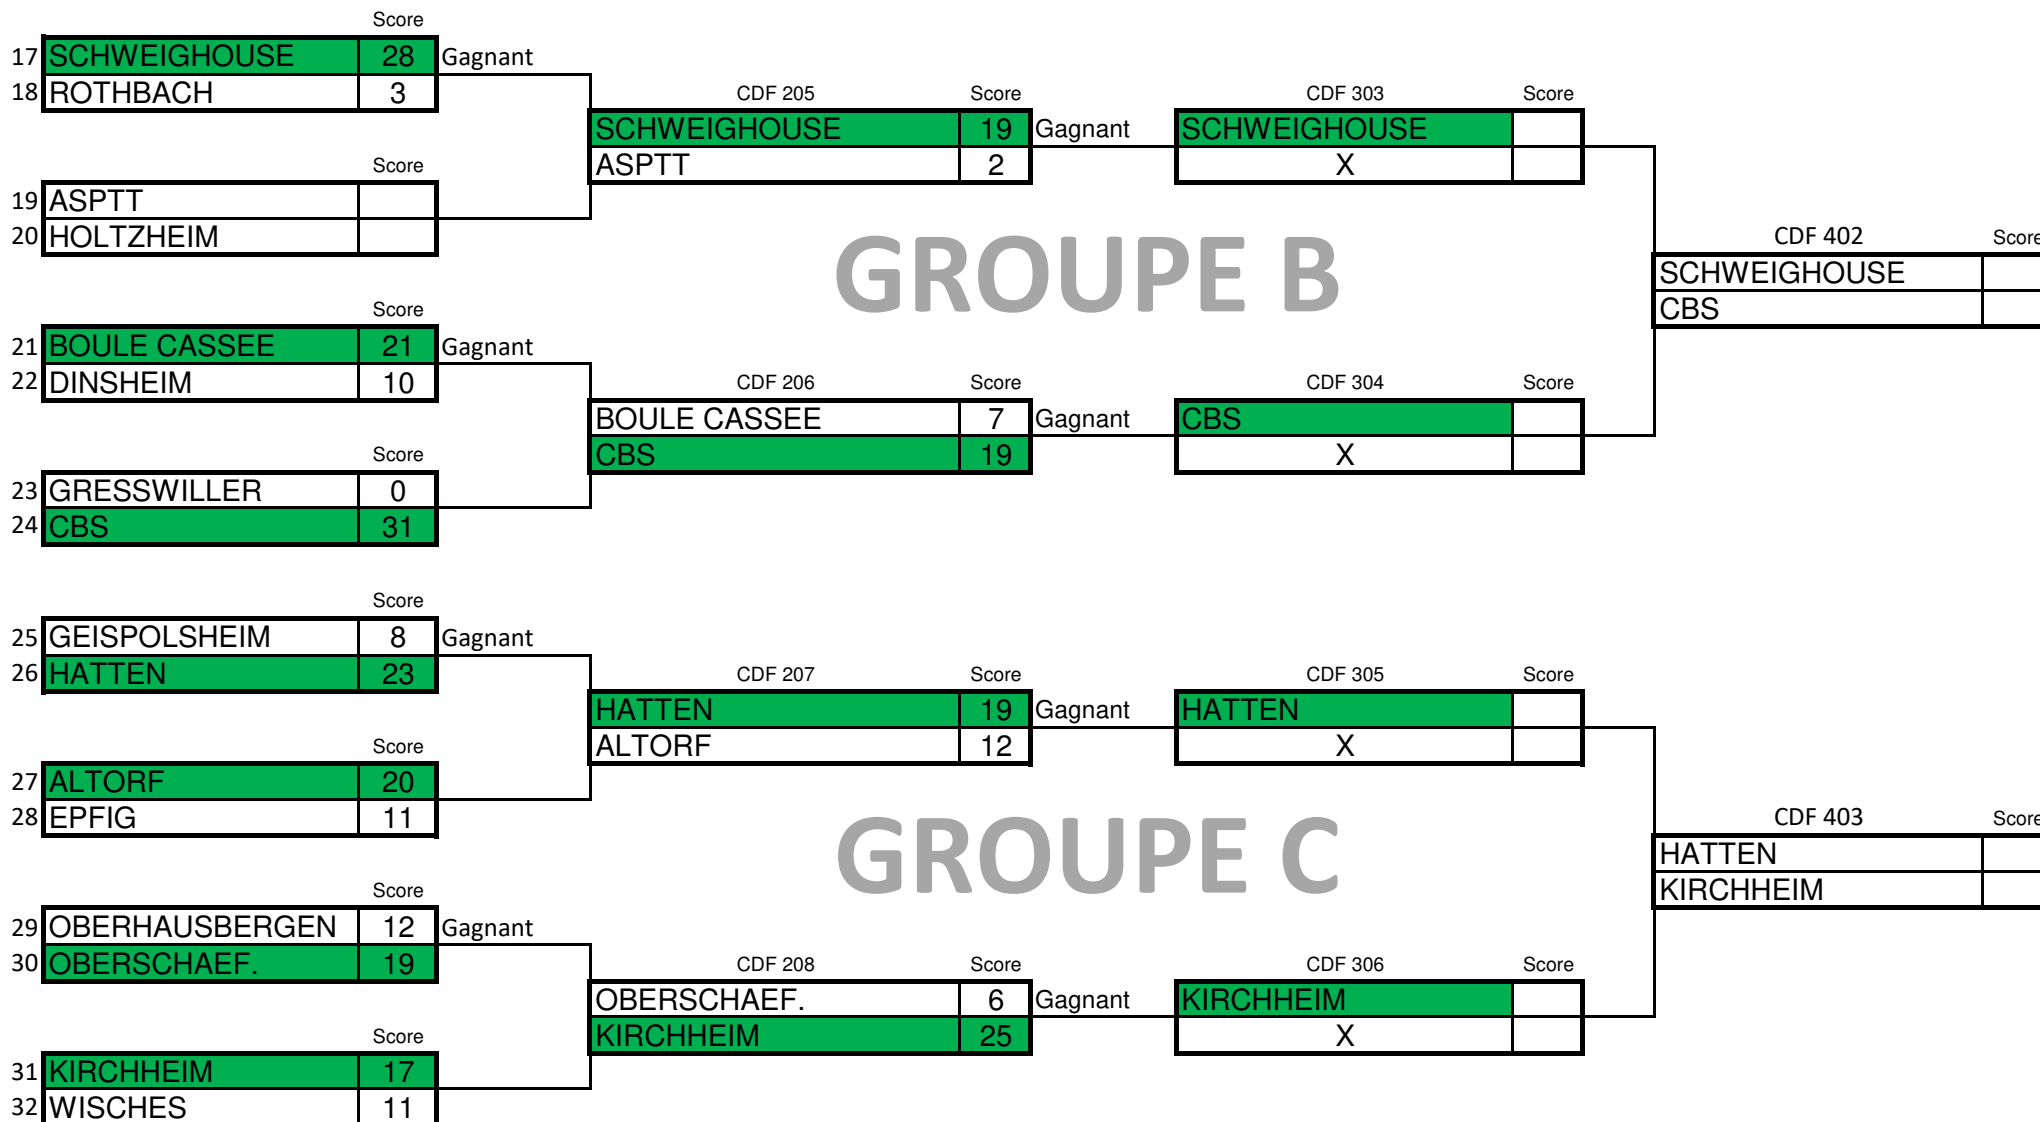 Score
17 SCHWEIGHOUSE 28 Gagnant
18 ROTHBACH 3
CDF 205 Score
CDF 303 Score
SCHWEIGHOUSE 19 Gagnant
SCHWEIGHOUSE
ASPTT 2
X
Score
19 ASPTT
20 HOLTZHEIM
GROUPE B
CDF 402 Score
SCHWEIGHOUSE
CBS
Score
21 BOULE CASSEE 21 Gagnant
22 DINSHEIM 10
CDF 206 Score
CDF 304 Score
BOULE CASSEE 7 Gagnant
CBS
CBS 19
X
Score
23 GRESSWILLER 0
24 CBS 31
Score
25 GEISPOLSHEIM 8 Gagnant
26 HATTEN 23
CDF 207 Score
CDF 305 Score
HATTEN 19 Gagnant
HATTEN
ALTORF 12
X
Score
27 ALTORF 20
28 EPFIG 11
GROUPE C
CDF 403 Score
HATTEN
KIRCHHEIM
Score
29 OBERHAUSBERGEN 12 Gagnant
30 OBERSCHAEF. 19
CDF 208 Score
CDF 306 Score
OBERSCHAEF. 6 Gagnant
KIRCHHEIM
KIRCHHEIM 25
X
Score
31 KIRCHHEIM 17
32 WISCHES 11